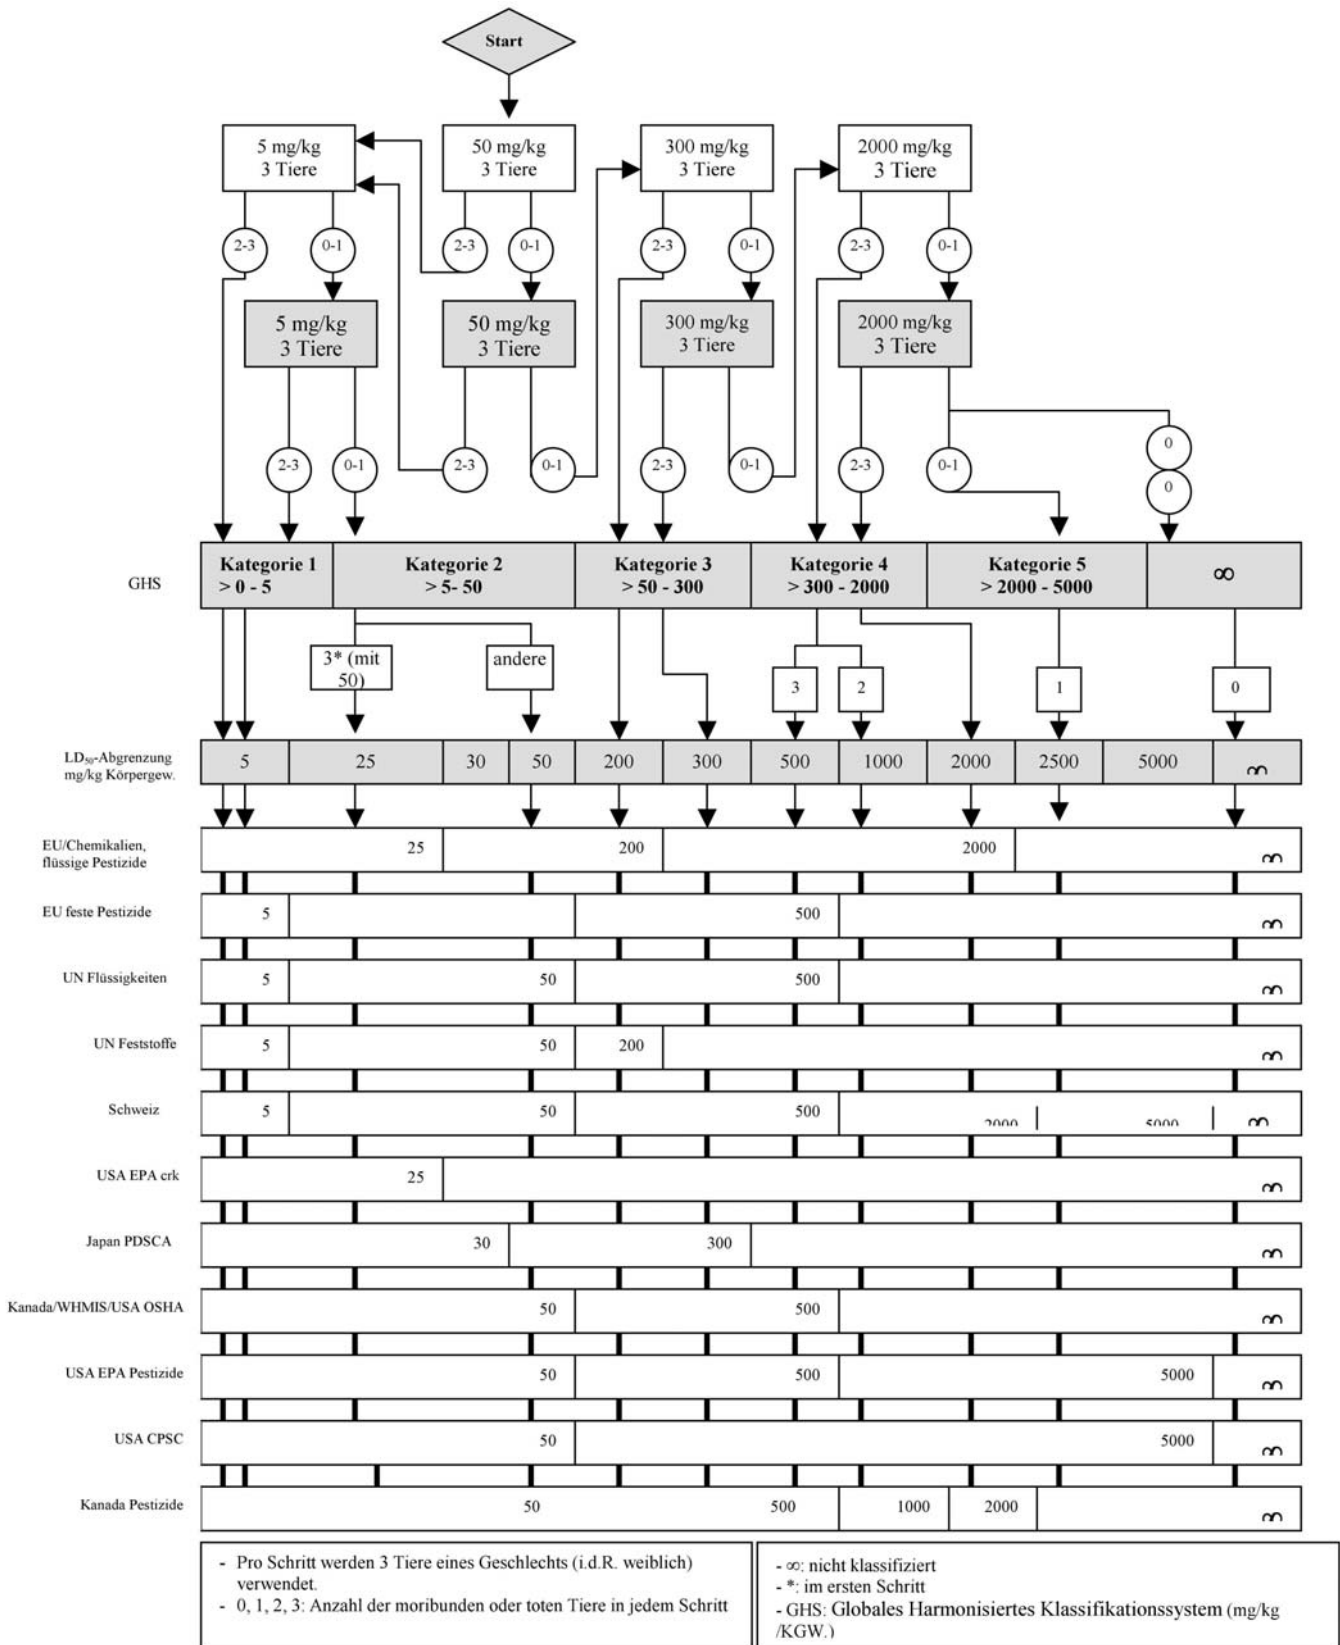 Start
5 mg/kg
3 Tiere
50 mg/kg
3 Tiere
300 mg/kg
3 Tiere
2000 mg/kg
3 Tiere
2-3
0-1
2-3
0-1
2-3
0-1
2-3
0-1
5 mg/kg
3 Tiere
50 mg/kg
3 Tiere
300 mg/kg
3 Tiere
2000 mg/kg
3 Tiere
2-3
0-1
2-3
0-1
2-3
0-1
2-3
0-1
0
0
GHS
Kategorie 1
> 0 - 5
Kategorie 2
> 5- 50
Kategorie 3
> 50 - 300
Kategorie 4
> 300 - 2000
Kategorie 5
> 2000 - 5000
∞
3* (mit
50)
andere
3
2
1
0
LD₅₀-Abgrenzung
mg/kg Körpergew.
5 25 30 50 200 300 500 1000 2000 2500 5000 ∞
EU/Chemikalien,
flüssige Pestizide
25 200 2000 ∞
EU feste Pestizide 5 500 ∞
UN Flüssigkeiten 5 50 500 ∞
UN Feststoffe 5 50 200 ∞
Schweiz 5 50 500 2000 5000 ∞
USA EPA crk 25 ∞
Japan PDSCA 30 300 ∞
Kanada/WHMIS/USA OSHA 50 500 ∞
USA EPA Pestizide 50 500 5000 ∞
USA CPSC 50 5000 ∞
Kanada Pestizide 50 500 1000 2000 ∞
- Pro Schritt werden 3 Tiere eines Geschlechts (i.d.R. weiblich)
verwendet.
- 0, 1, 2, 3: Anzahl der moribunden oder toten Tiere in jedem Schritt
- ∞: nicht klassifiziert
- *: im ersten Schritt
- GHS: Globales Harmonisiertes Klassifikationssystem (mg/kg
/KGW.)